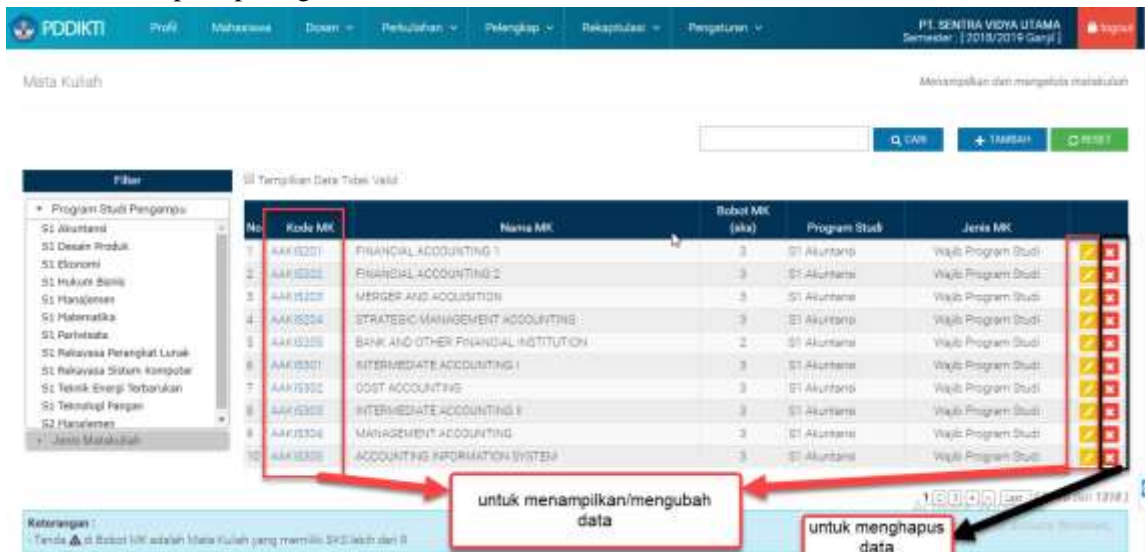 PDDIKTI Profil Mahasiswa Dosen Perkuliahan Pelengkap Rekapitulasi Pengaturan PT. SENTRA VIDYA UTAMA
Semester : [ 2018/2019 Ganjil ] logout
Mata Kuliah Menampilkan dan mengelola matakuliah
CARI + TAMBAH RESET
Filter
Tampilkan Data Tidak Valid
Program Studi Pengampu
S1 Akuntansi
S1 Desain Produk
S1 Ekonomi
S1 Hukum Bisnis
S1 Manajemen
S1 Matematika
S1 Pariwisata
S1 Rekayasa Perangkat Lunak
S1 Rekayasa Sistem Komputer
S1 Teknik Energi Terbarukan
S1 Teknologi Pangan
S2 Manajemen
Jenis Matakuliah
No Kode MK Nama MK Bobot MK (sks) Program Studi Jenis MK
1 FINANCIAL ACCOUNTING 1 3 S1 Akuntansi Wajib Program Studi
2 FINANCIAL ACCOUNTING 2 3 S1 Akuntansi Wajib Program Studi
3 MERGER AND ACQUISITION 3 S1 Akuntansi Wajib Program Studi
4 STRATEGIC MANAGEMENT ACCOUNTING 3 S1 Akuntansi Wajib Program Studi
5 BANK AND OTHER FINANCIAL INSTITUTION 2 S1 Akuntansi Wajib Program Studi
6 INTERMEDIATE ACCOUNTING I 3 S1 Akuntansi Wajib Program Studi
7 COST ACCOUNTING 3 S1 Akuntansi Wajib Program Studi
8 INTERMEDIATE ACCOUNTING II 3 S1 Akuntansi Wajib Program Studi
9 MANAGEMENT ACCOUNTING 3 S1 Akuntansi Wajib Program Studi
10 ACCOUNTING INFORMATION SYSTEM 3 S1 Akuntansi Wajib Program Studi
untuk menampilkan/mengubah
data
1 2 3 4
untuk menghapus
data
Keterangan :
- Tanda ⚠ di Bobot MK adalah Mata Kuliah yang memiliki SKS lebih dari